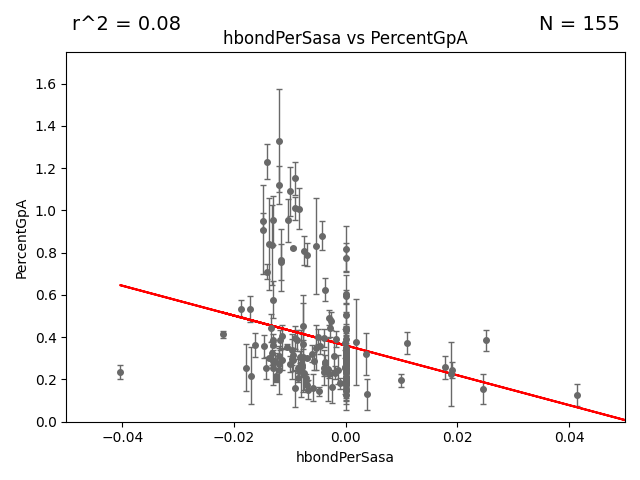 r^2 = 0.08
N = 155
hbondPerSasa vs PercentGpA
1.6
1.4
1.2
1.0
0.8
0.6
0.4
0.2
0.0
PercentGpA
−0.04
−0.02
0.00
0.02
0.04
hbondPerSasa